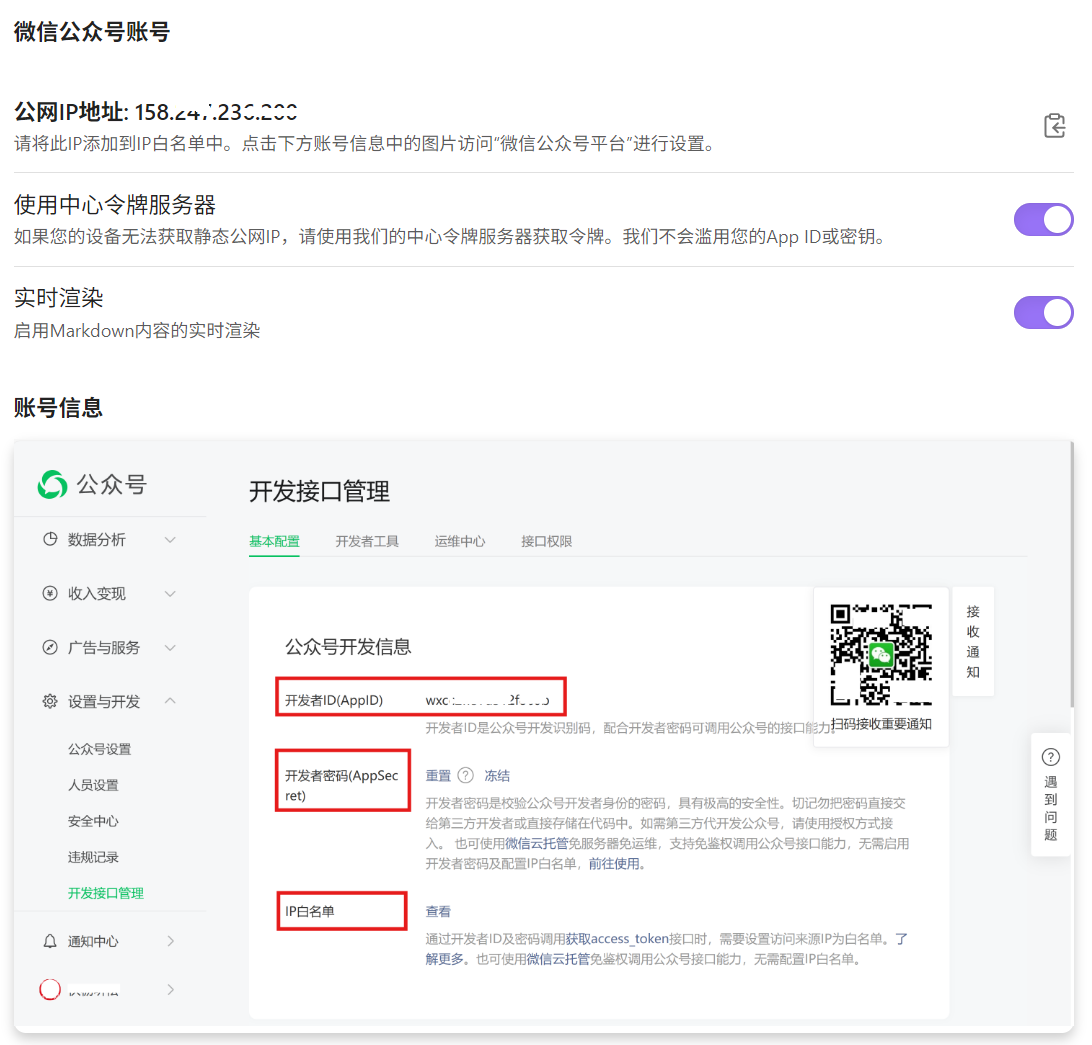 微信公众号账号
公网IP地址:
请将此IP添加到IP白名单中。点击下方账号信息中的图片访问“微信公众号平台”进行设置。
使用中心令牌服务器
如果您的设备无法获取静态公网IP，请使用我们的中心令牌服务器获取令牌。我们不会滥用您的App ID或密钥。
实时渲染
启用Markdown内容的实时渲染
账号信息
公众号
数据分析
收入变现
广告与服务
设置与开发
公众号设置
人员设置
安全中心
违规记录
开发接口管理
通知中心
开发接口管理
基本配置 开发者工具 运维中心 接口权限
公众号开发信息
开发者ID(AppID)
开发者ID是公众号开发识别码，配合开发者密码可调用公众号的接口能力。
开发者密码(AppSec
ret)
重置 ? 冻结
开发者密码是校验公众号开发者身份的密码，具有极高的安全性。切记勿把密码直接交
给第三方开发者或直接存储在代码中。如需第三方代开发公众号，请使用授权方式接
入。 也可使用微信云托管免服务器免运维，支持免鉴权调用公众号接口能力，无需启用
开发者密码及配置IP白名单，前往使用。
IP白名单 查看
通过开发者ID及密码调用获取access_token接口时，需要设置访问来源IP为白名单。了
解更多。也可使用微信云托管免鉴权调用公众号接口能力，无需配置IP白名单。
扫码接收重要通知
接
收
通
知
?
遇
到
问
题